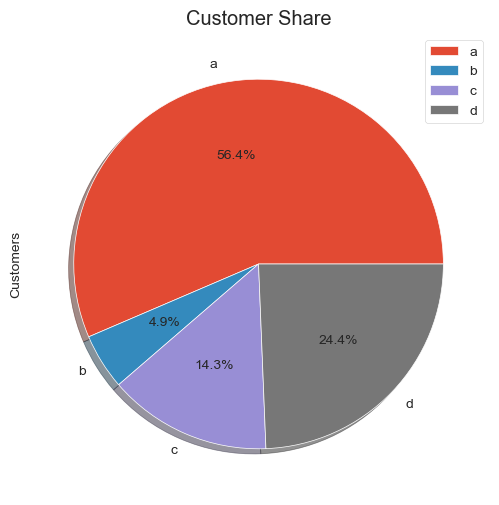 Customer Share
a
b
c
d
a
56.4%
Customers
4.9%
24.4%
14.3%
b
d
c